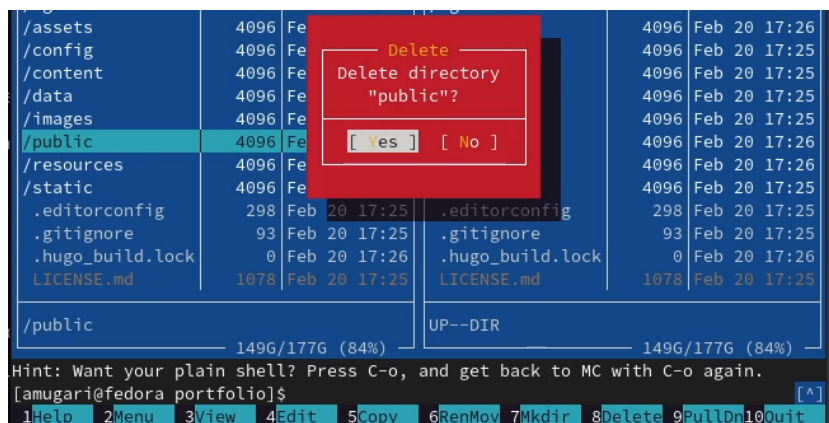 /assets 4096 Fe 4096 Feb 20 17:26
/config 4096 Fe Delete 4096 Feb 20 17:25
/content 4096 Fe Delete directory 4096 Feb 20 17:25
/data 4096 Fe "public"? 4096 Feb 20 17:25
/images 4096 Fe 4096 Feb 20 17:25
/public 4096 Fe [ Yes ] [ No ] 4096 Feb 20 17:26
/resources 4096 Fe 4096 Feb 20 17:26
/static 4096 Fe 4096 Feb 20 17:25
.editorconfig 298 Feb 20 17:25 .editorconfig 298 Feb 20 17:25
.gitignore 93 Feb 20 17:25 .gitignore 93 Feb 20 17:25
.hugo_build.lock 0 Feb 20 17:26 .hugo_build.lock 0 Feb 20 17:26
LICENSE.md 1078 Feb 20 17:25 LICENSE.md 1078 Feb 20 17:25
/public UP--DIR
149G/177G (84%) 149G/177G (84%)
Hint: Want your plain shell? Press C-o, and get back to MC with C-o again.
[amugari@fedora portfolio]$ [^]
1Help 2Menu 3View 4Edit 5Copy 6RenMov 7Mkdir 8Delete 9PullDn 10Quit